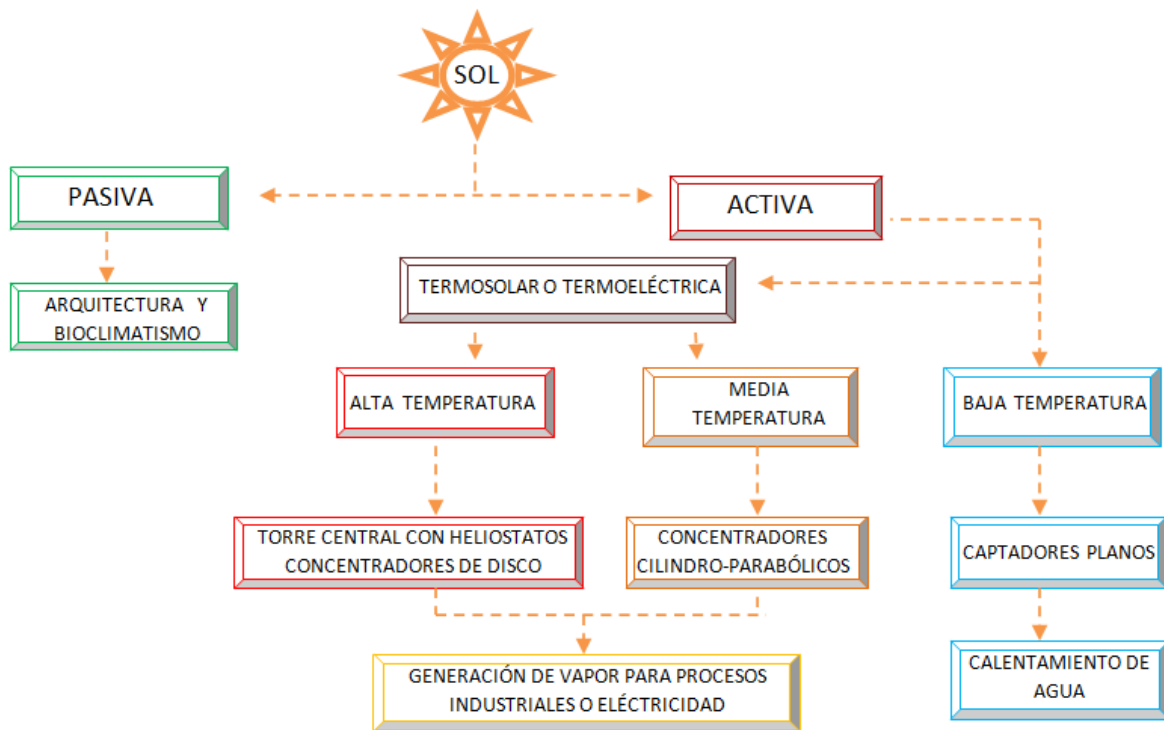 SOL
PASIVA
ACTIVA
ARQUITECTURA Y
BIOCLIMATISMO
TERMOSOLAR O TERMOELÉCTRICA
ALTA TEMPERATURA
MEDIA
TEMPERATURA
BAJA TEMPERATURA
TORRE CENTRAL CON HELIOSTATOS
CONCENTRADORES DE DISCO
CONCENTRADORES
CILINDRO-PARABÓLICOS
CAPTADORES PLANOS
GENERACIÓN DE VAPOR PARA PROCESOS
INDUSTRIALES O ELÉCTRICIDAD
CALENTAMIENTO DE
AGUA